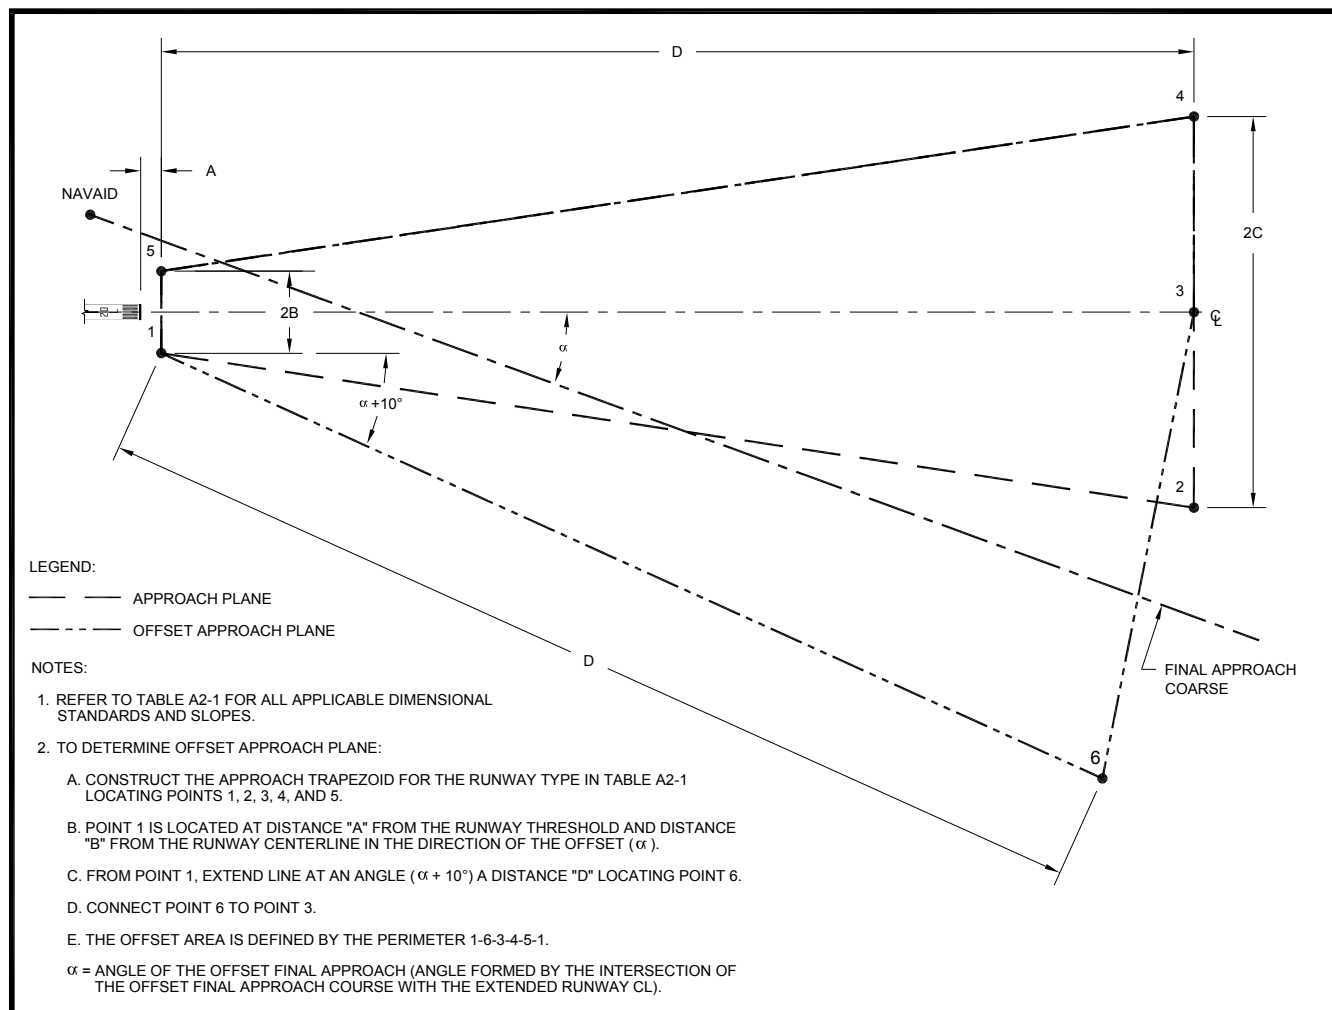 D
4
A
NAVAID
5
2C
3
2B
℄
1
α
α +10°
2
LEGEND:
APPROACH PLANE
OFFSET APPROACH PLANE
D
FINAL APPROACH
COARSE
NOTES:
1. REFER TO TABLE A2-1 FOR ALL APPLICABLE DIMENSIONAL
STANDARDS AND SLOPES.
2. TO DETERMINE OFFSET APPROACH PLANE:
6
A. CONSTRUCT THE APPROACH TRAPEZOID FOR THE RUNWAY TYPE IN TABLE A2-1
LOCATING POINTS 1, 2, 3, 4, AND 5.
B. POINT 1 IS LOCATED AT DISTANCE "A" FROM THE RUNWAY THRESHOLD AND DISTANCE
"B" FROM THE RUNWAY CENTERLINE IN THE DIRECTION OF THE OFFSET (α).
C. FROM POINT 1, EXTEND LINE AT AN ANGLE (α + 10°) A DISTANCE "D" LOCATING POINT 6.
D. CONNECT POINT 6 TO POINT 3.
E. THE OFFSET AREA IS DEFINED BY THE PERIMETER 1-6-3-4-5-1.
α = ANGLE OF THE OFFSET FINAL APPROACH (ANGLE FORMED BY THE INTERSECTION OF
THE OFFSET FINAL APPROACH COURSE WITH THE EXTENDED RUNWAY CL).